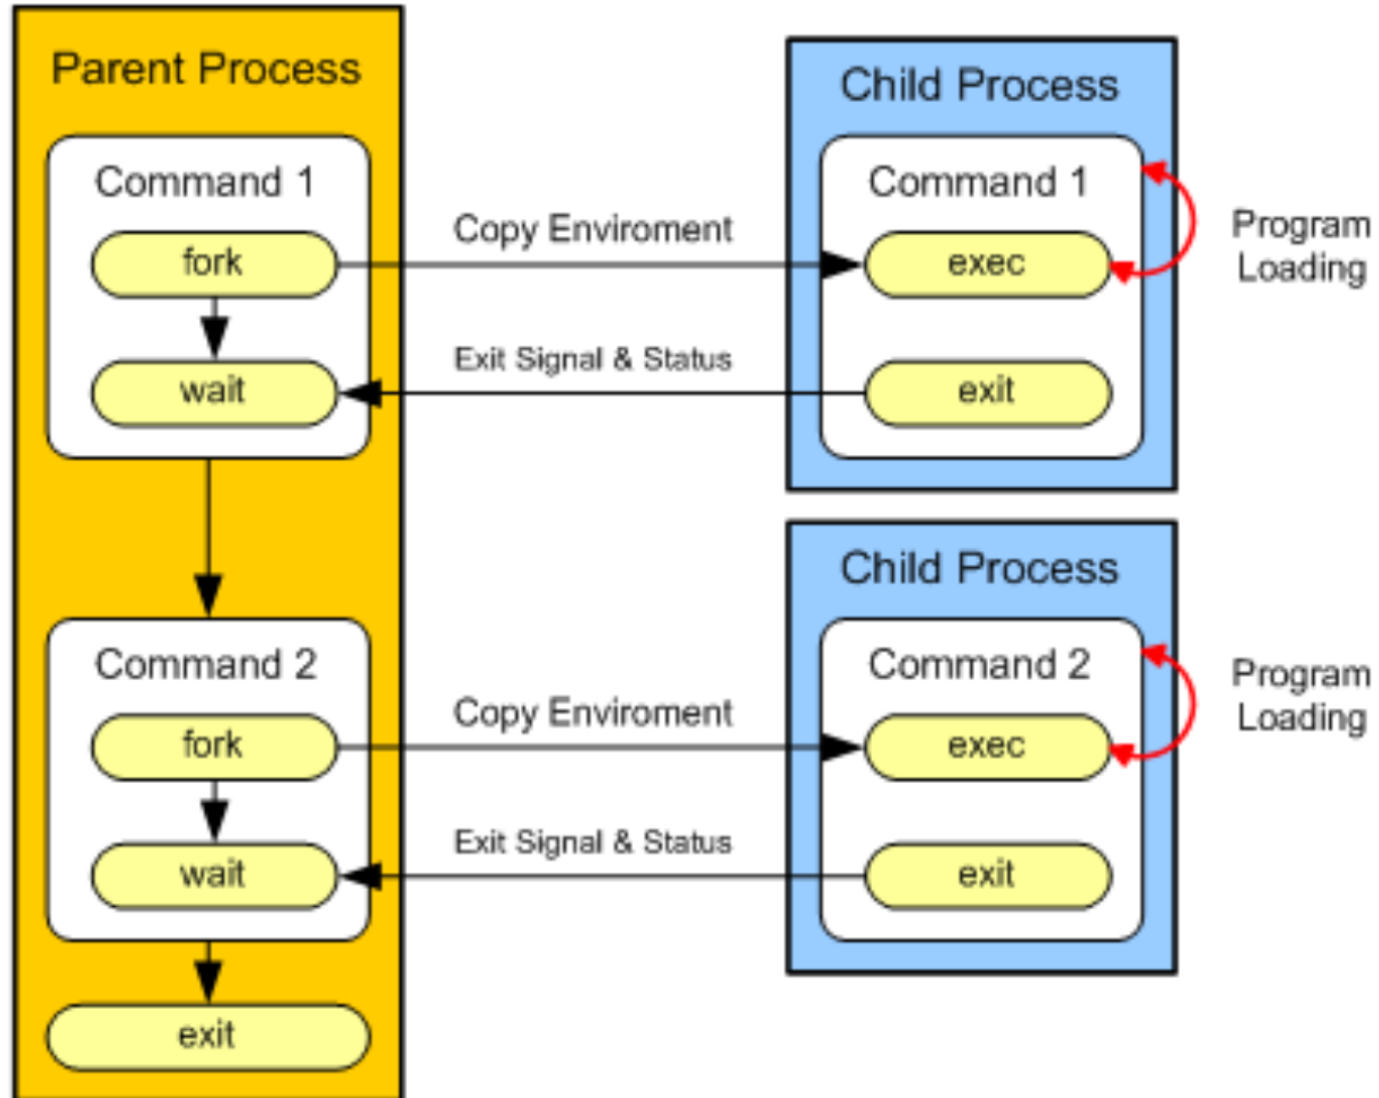 Parent Process
Command 1
fork
wait
Command 2
fork
wait
exit
Copy Enviroment
Exit Signal & Status
Copy Enviroment
Exit Signal & Status
Child Process
Command 1
exec
exit
Program
Loading
Child Process
Command 2
exec
exit
Program
Loading